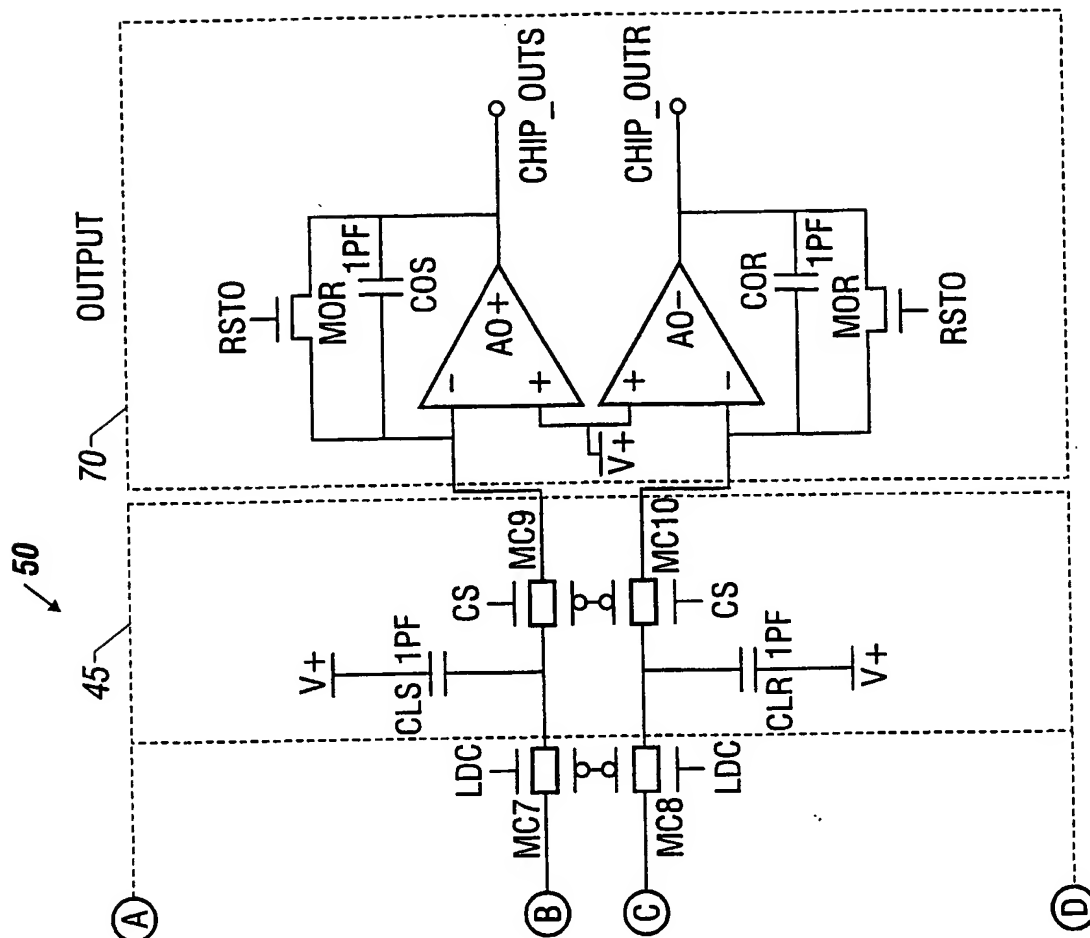 50
45
70
OUTPUT
RSTO
MOR
1PF
COS
AO+
-
+
CHIP_OUTS
V+
CHIP_OUTR
+
-
AO-
COR
1PF
MOR
RSTO
V+
CLS
1PF
CS
MC9
MC10
CS
CLR
1PF
V+
LDC
MC7
MC8
LDC
A
B
C
D